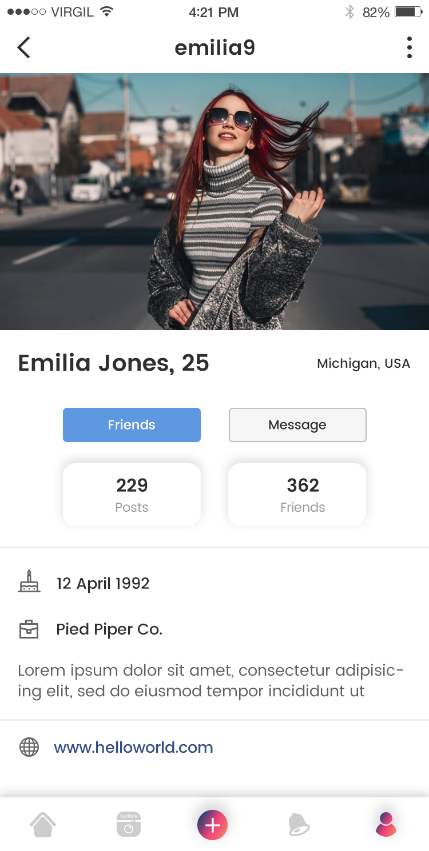 VIRGIL 4:21 PM 82%
emilia9
Emilia Jones, 25
Michigan, USA
Friends
Message
229
Posts
362
Friends
12 April 1992
Pied Piper Co.
Lorem ipsum dolor sit amet, consectetur adipisic-
ing elit, sed do eiusmod tempor incididunt ut
www.helloworld.com